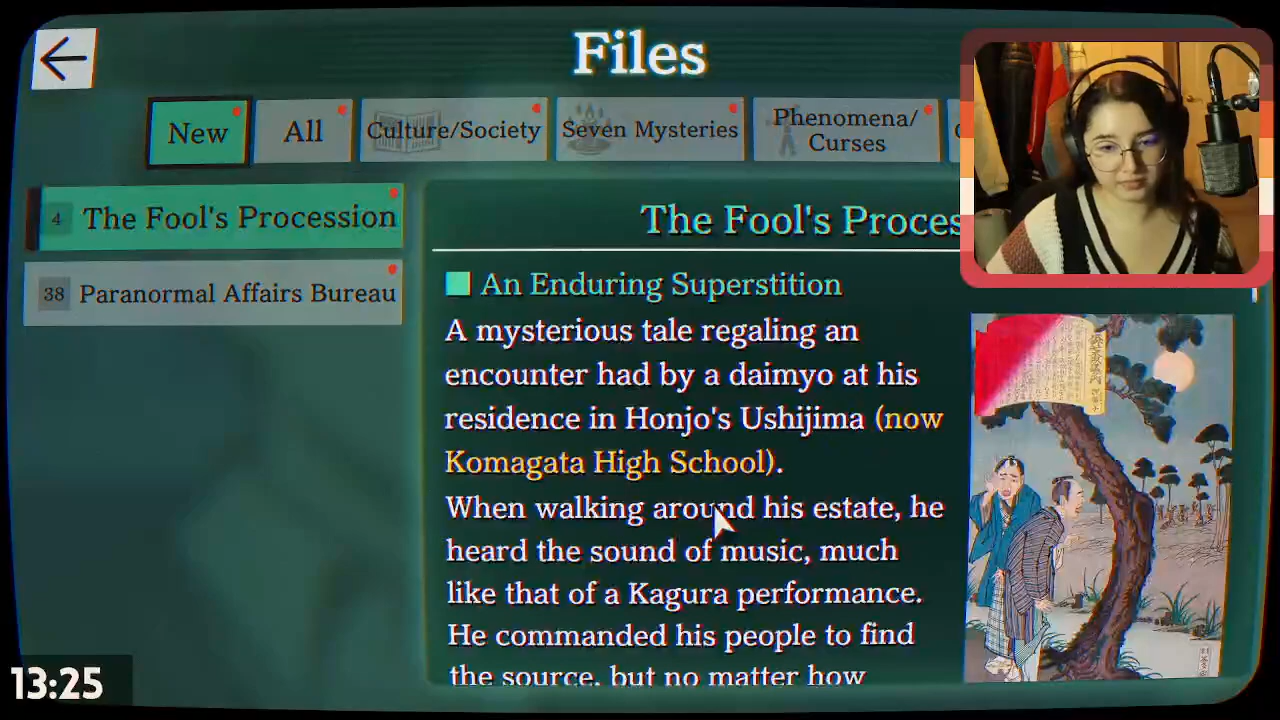 Files
New
All
Culture/Society
Seven Mysteries
Phenomena/
Curses
4 The Fool's Procession
38 Paranormal Affairs Bureau
The Fool's Proces
An Enduring Superstition
A mysterious tale regaling an
encounter had by a daimyo at his
residence in Honjo's Ushijima (now
Komagata High School).
When walking around his estate, he
heard the sound of music, much
like that of a Kagura performance.
He commanded his people to find
the source, but no matter how
13:25